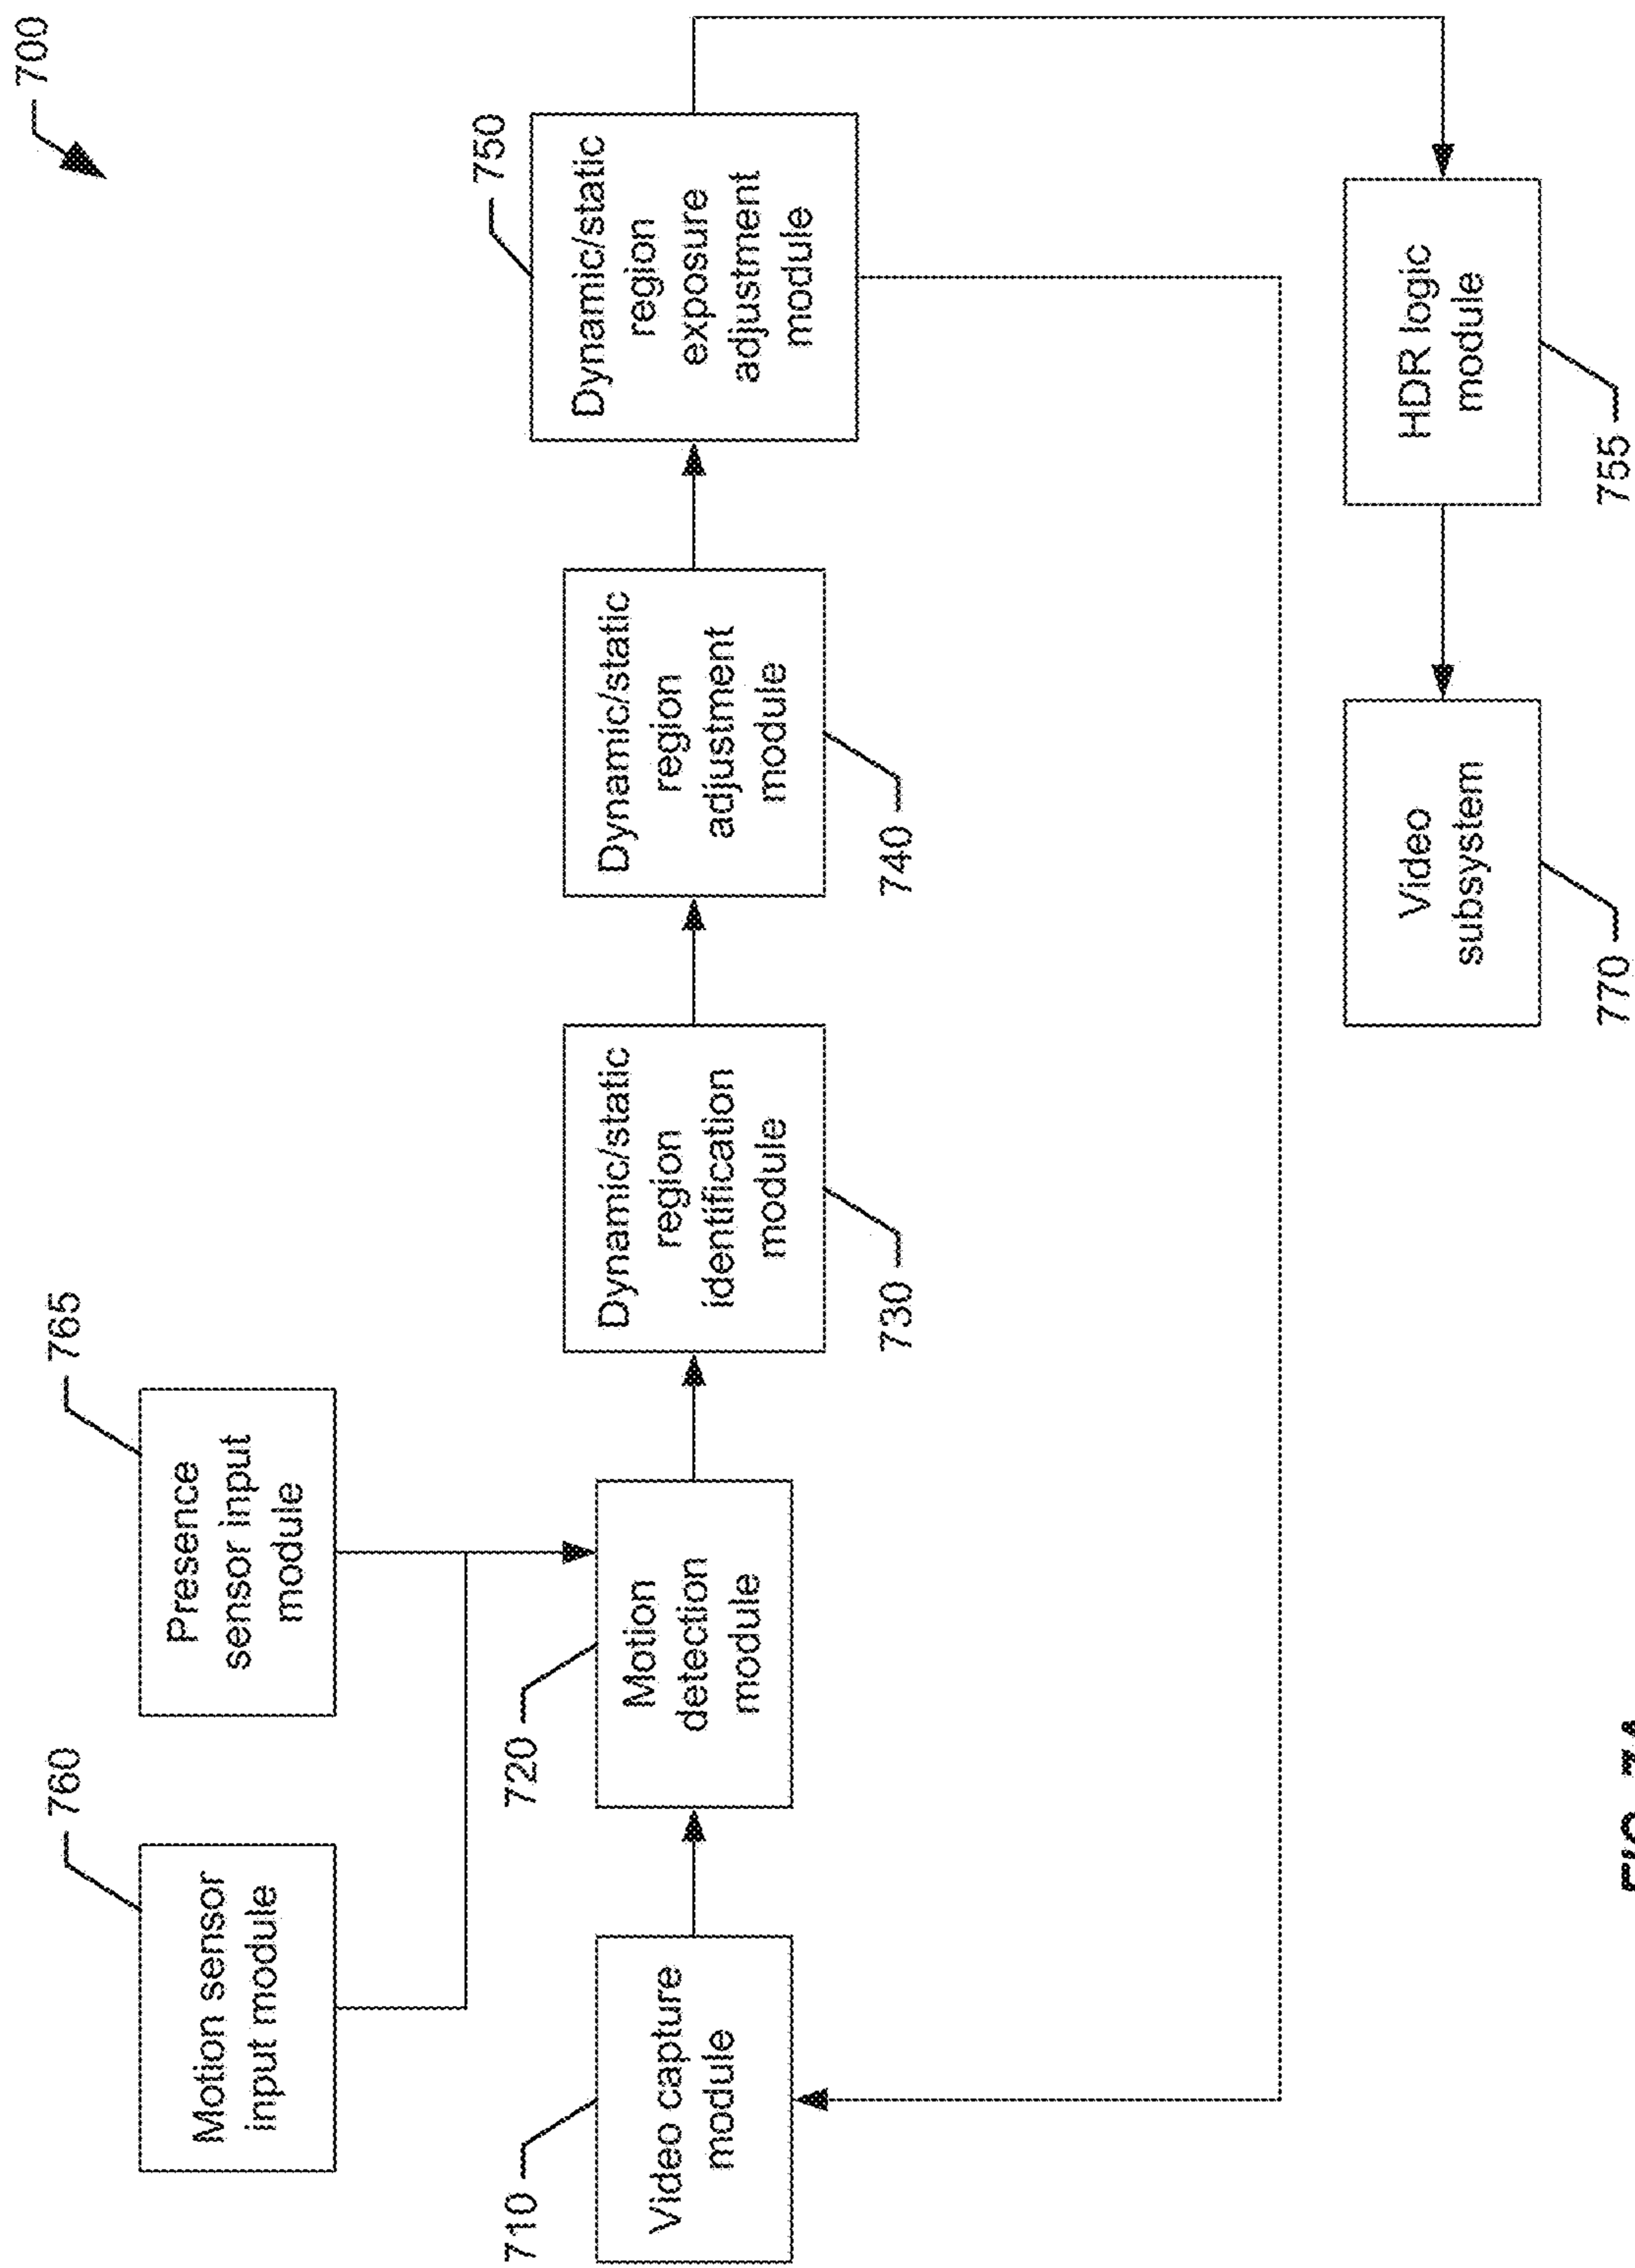 700
760
Motion sensor
input module
765
Presence
sensor input
module
710
Video capture
module
720
Motion
detection
module
Dynamic/static
region
identification
module
730
Dynamic/static
region
adjustment
module
740
750
Dynamic/static
region
exposure
adjustment
module
Video
subsystem
770
HDR logic
module
755